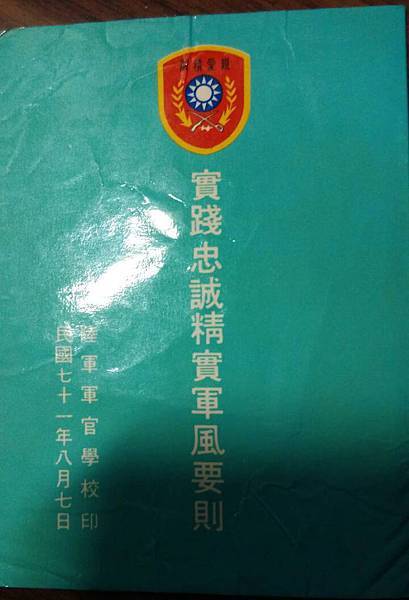 親愛精誠
實踐忠誠精實軍風要則
陸軍軍官學校印
民國七十一年八月七日